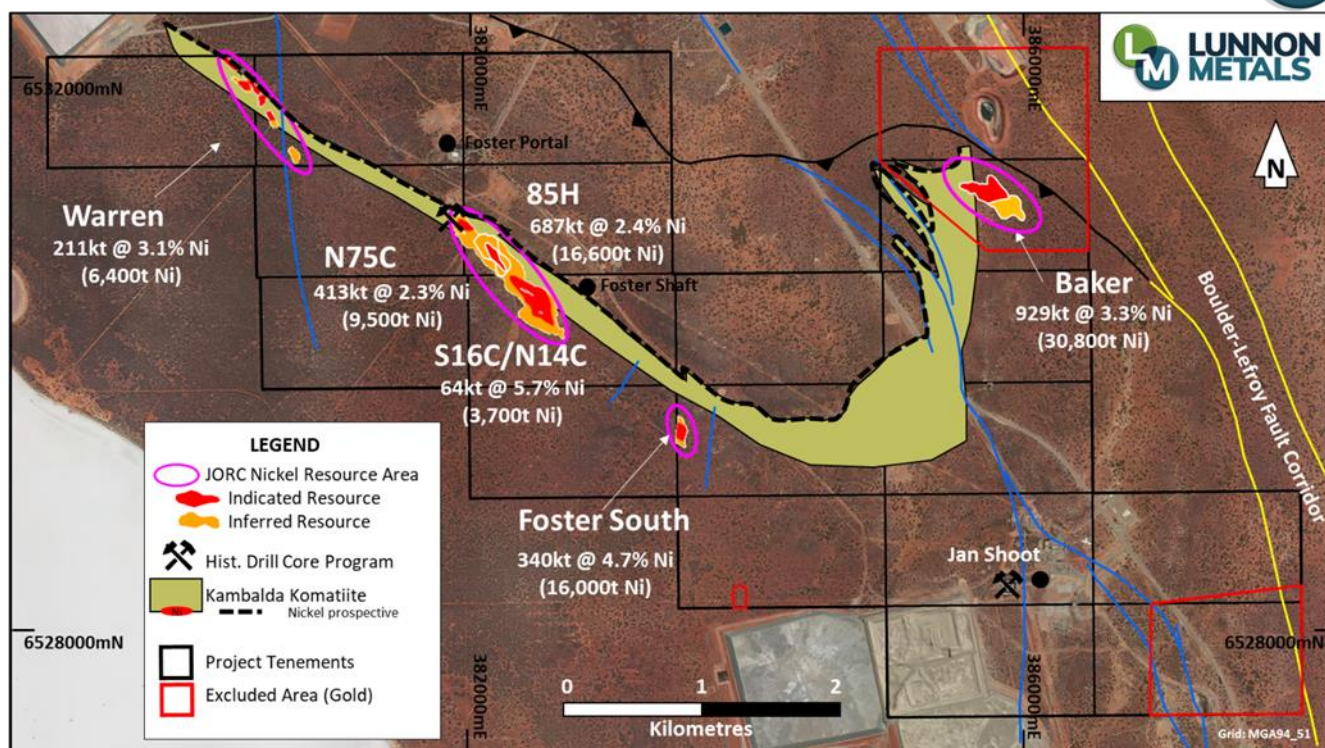 LM LUNNON
METALS
382000mE
386000mE
6532000mN
Foster Portal
N
85H
687kt @ 2.4% Ni
(16,600t Ni)
Warren
211kt @ 3.1% Ni
(6,400t Ni)
N75C
413kt @ 2.3% Ni
(9,500t Ni)
Foster Shaft
Baker
929kt @ 3.3% Ni
(30,800t Ni)
Boulder-Lefroy Fault Corridor
S16C/N14C
64kt @ 5.7% Ni
(3,700t Ni)
LEGEND
JORC Nickel Resource Area
Indicated Resource
Inferred Resource
Hist. Drill Core Program
Kambalda Komatiite
Ni
Nickel prospective
Project Tenements
Excluded Area (Gold)
Foster South
340kt @ 4.7% Ni
(16,000t Ni)
Jan Shoot
6528000mN
6528000mN
382000mE
386000mE
0 1 2
Kilometres
Grid: MGA94_51